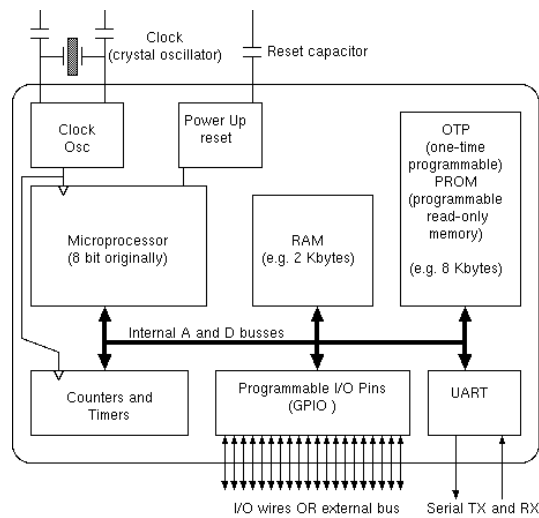 Clock
(crystal oscillator)
Reset capacitor
Clock
Osc
Power Up
reset
OTP
(one-time
programmable)
PROM
(programmable
read-only
memory)
(e.g. 8 Kbytes)
Microprocessor
(8 bit originally)
RAM
(e.g. 2 Kbytes)
Internal A and D busses
Counters and
Timers
Programmable I/O Pins
(GPIO )
UART
I/O wires OR external bus
Serial TX and RX